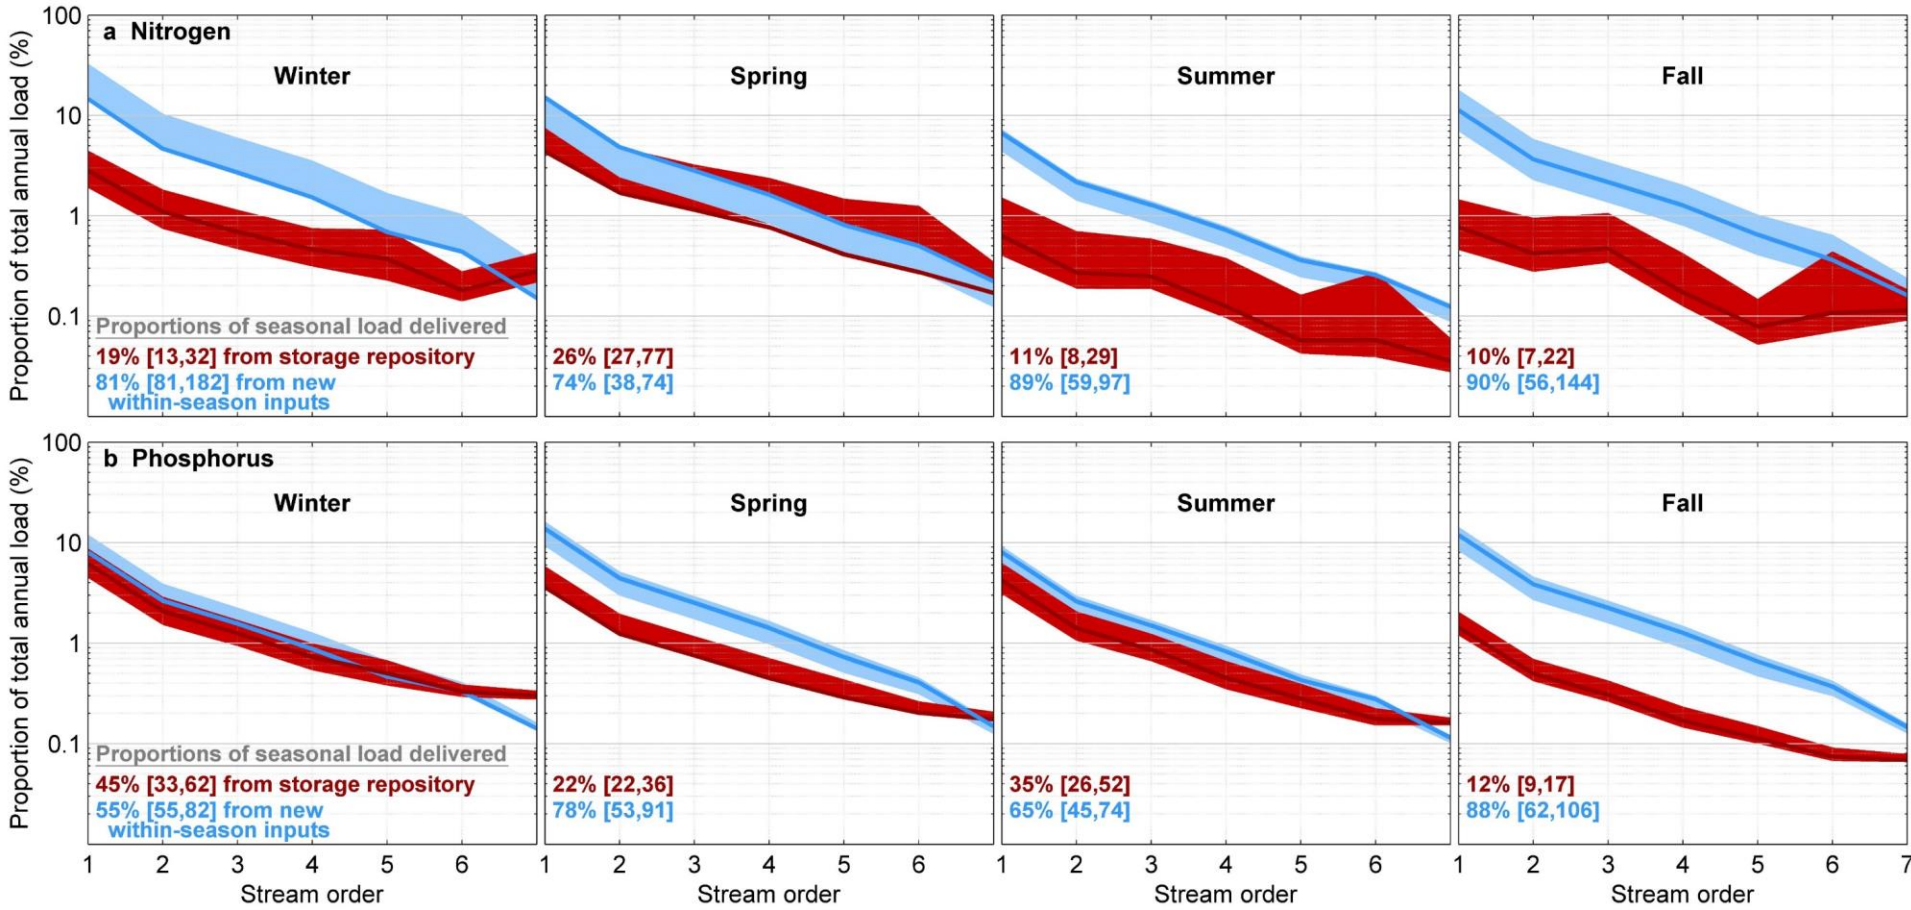 Proportion of total annual load (%)
100
10
1
0.1
a Nitrogen
Winter
Spring
Summer
Fall
Proportions of seasonal load delivered
19% [13,32] from storage repository
81% [81,182] from new
within-season inputs
26% [27,77]
74% [38,74]
11% [8,29]
89% [59,97]
10% [7,22]
90% [56,144]
Proportion of total annual load (%)
100
10
1
0.1
b Phosphorus
Winter
Spring
Summer
Fall
Proportions of seasonal load delivered
45% [33,62] from storage repository
55% [55,82] from new
within-season inputs
22% [22,36]
78% [53,91]
35% [26,52]
65% [45,74]
12% [9,17]
88% [62,106]
1 2 3 4 5 6 1 2 3 4 5 6 1 2 3 4 5 6 1 2 3 4 5 6 7
Stream order Stream order Stream order Stream order